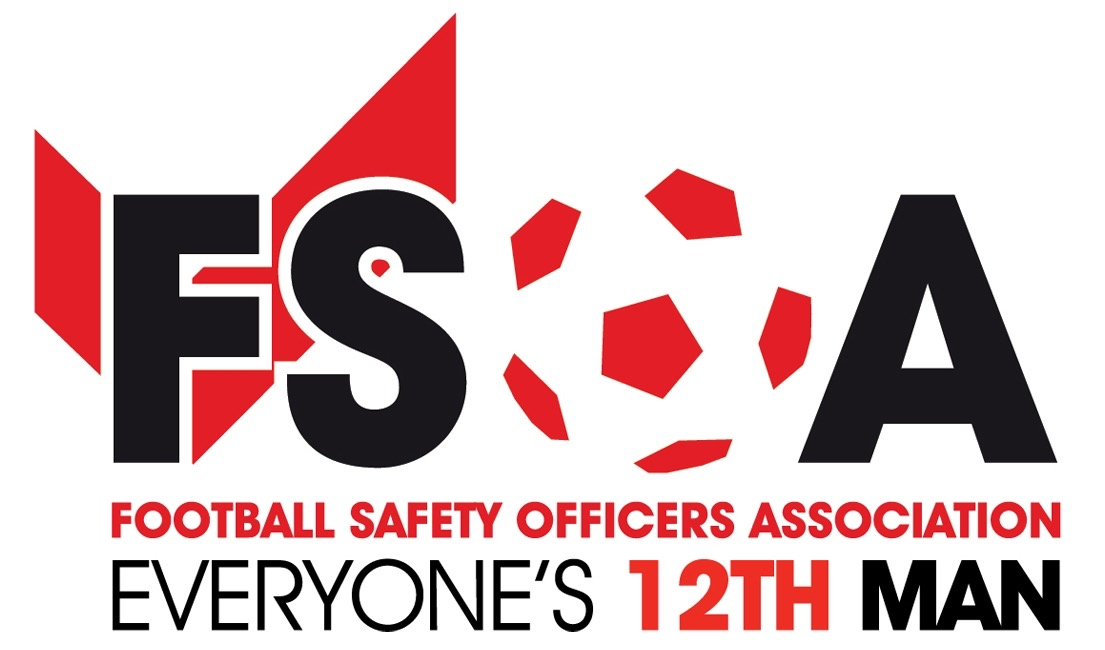 FSOA
FOOTBALL SAFETY OFFICERS ASSOCIATION
EVERYONE'S 12TH MAN